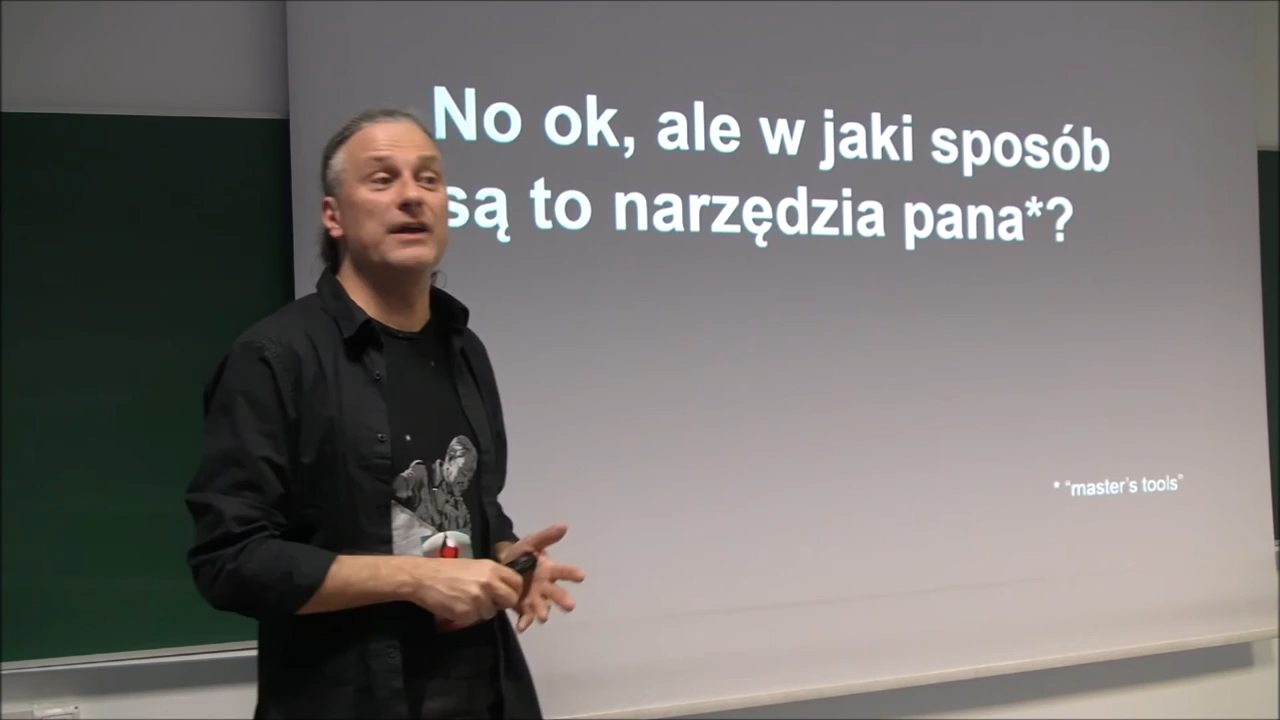 No ok, ale w jaki sposób
są to narzędzia pana*?
* “master’s tools”